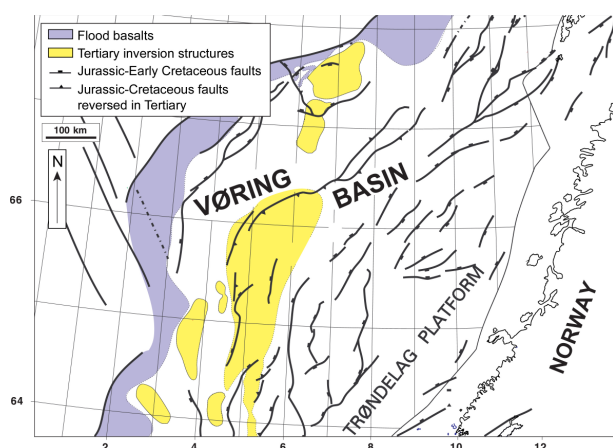 Flood basalts
Tertiary inversion structures
Jurassic-Early Cretaceous faults
Jurassic-Cretaceous faults
reversed in Tertiary
100 km
N
VØRING BASIN
66
TRØNDELAG PLATFORM
NORWAY
64
2
4
6
8
10
12